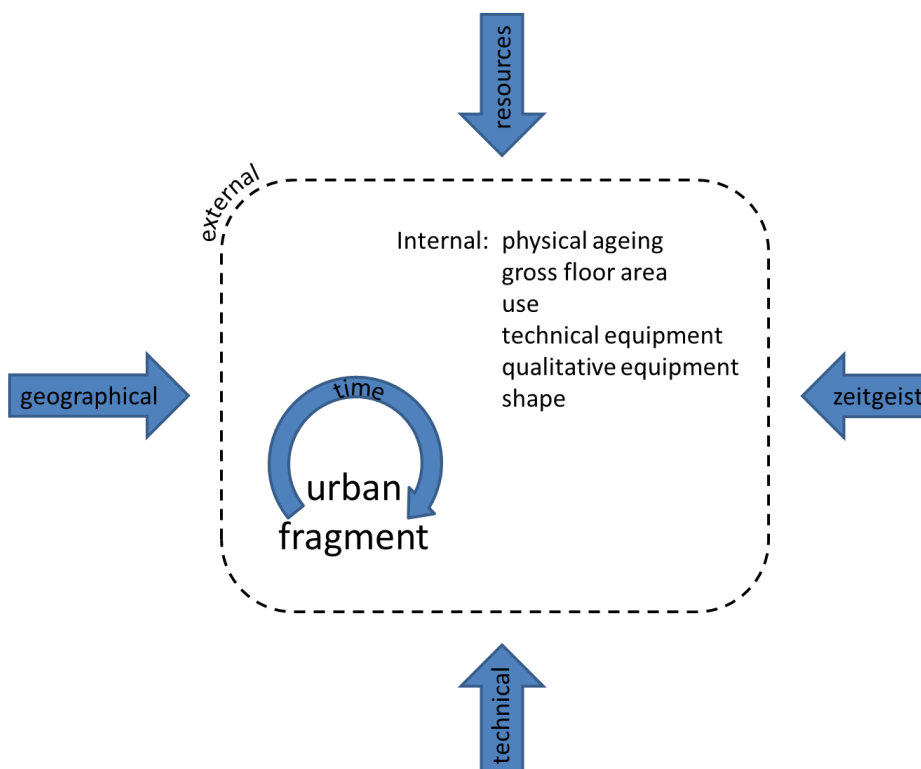 resources
external
Internal: physical ageing
gross floor area
use
technical equipment
qualitative equipment
shape
geographical
time
zeitgeist
urban
fragment
technical